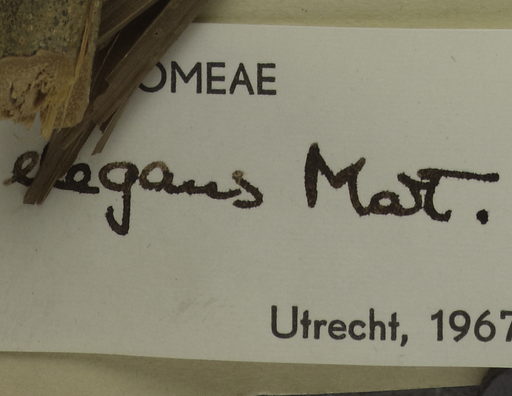 OMEAE
elegans Mart.
Utrecht, 1967